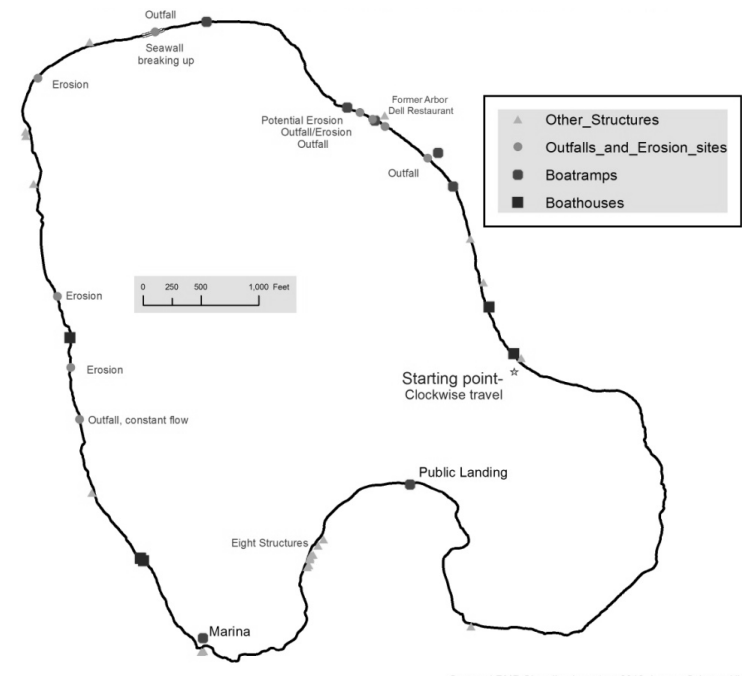 Outfall
Seawall
breaking up
Erosion
Former Arbor
Dell Restaurant
Potential Erosion
Outfall/Erosion
Outfall
Outfall
Other_Structures
Outfalls_and_Erosion_sites
Boatramps
Boathouses
Erosion
0 250 500 1,000 Feet
Erosion
Starting point-
Clockwise travel
Outfall, constant flow
Public Landing
Eight Structures
Marina